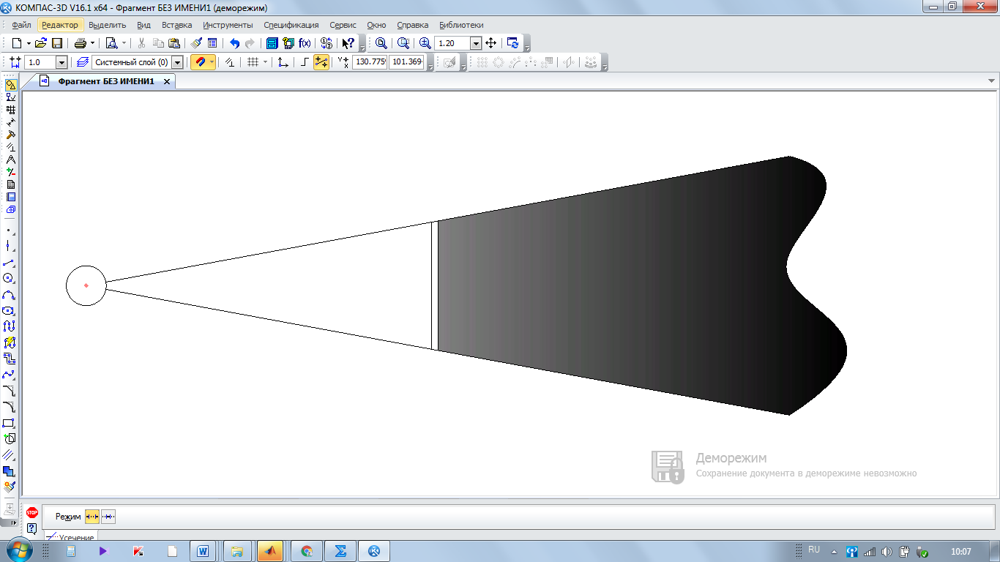 КОМПАС-3D V16.1 x64 - Фрагмент БЕЗ ИМЕНИ1 (деморежим)
Файл Редактор Выделить Вид Вставка Инструменты Спецификация Сервис Окно Справка Библиотеки
f(x) 1.20
1.0 Системный слой (0) Y X 130.775 101.369
Фрагмент БЕЗ ИМЕНИ1
Деморежим
Сохранение документа в деморежиме невозможно
STOP Режим
Усечение
RU 10:07